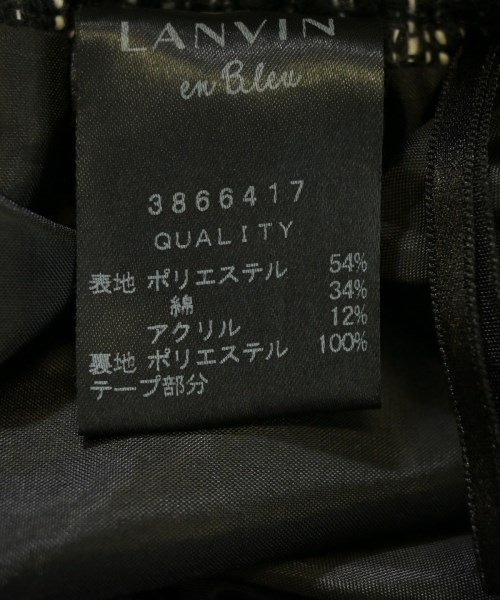 LANVIN
en Bleu
3866417
QUALITY
表地 ポリエステル 54%
綿 34%
アクリル 12%
裏地 ポリエステル 100%
テープ部分